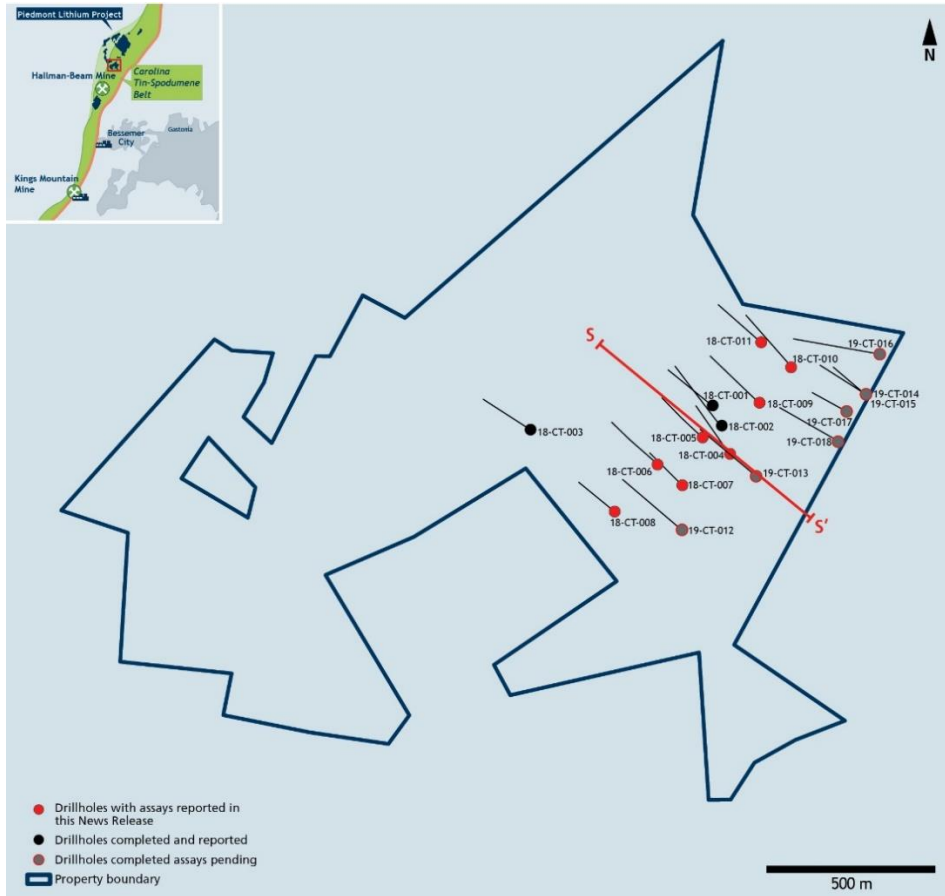 Piedmont Lithium Project
Hallman-Beam Mine
Carolina
Tin-Spodumene
Belt
Bessemer
City
Gastonia
Kings Mountain
Mine
N
S
18-CT-011
18-CT-010
19-CT-016
18-CT-001
18-CT-009
19-CT-014
19-CT-015
19-CT-017
18-CT-002
18-CT-003
18-CT-005
19-CT-018
18-CT-004
18-CT-006
19-CT-013
18-CT-007
18-CT-008
19-CT-012
S'
Drillholes with assays reported in
this News Release
Drillholes completed and reported
Drillholes completed assays pending
Property boundary
500 m